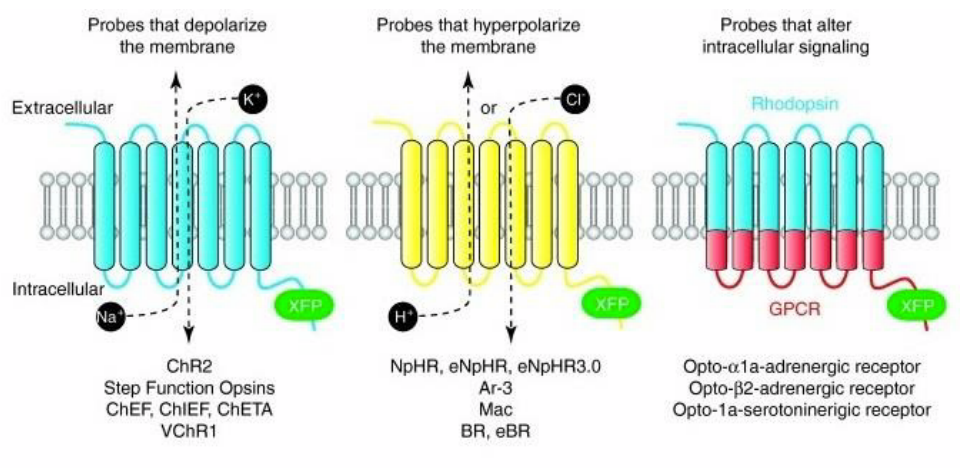 Probes that depolarize
the membrane
Probes that hyperpolarize
the membrane
Probes that alter
intracellular signaling
Extracellular
K⁺
or
Cl⁻
Rhodopsin
Intracellular
Na⁺
XFP
H⁺
XFP
GPCR
XFP
ChR2
Step Function Opsins
ChEF, ChIEF, ChETA
VChR1
NpHR, eNpHR, eNpHR3.0
Ar-3
Mac
BR, eBR
Opto-α1a-adrenergic receptor
Opto-β2-adrenergic receptor
Opto-1a-serotoninerigic receptor